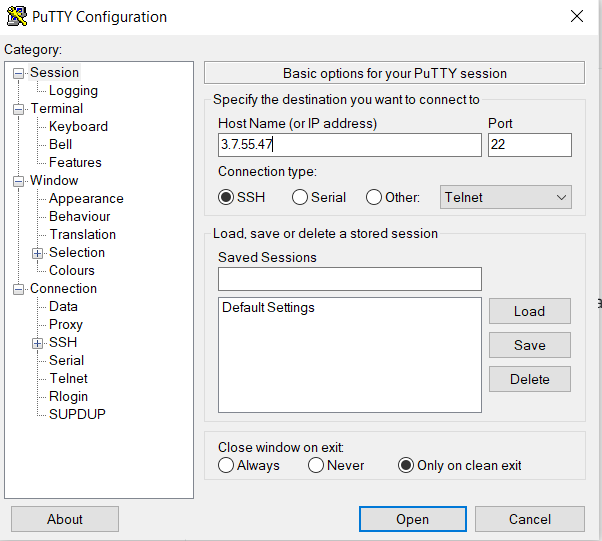 PuTTY Configuration
Category:
Session
Logging
Terminal
Keyboard
Bell
Features
Window
Appearance
Behaviour
Translation
Selection
Colours
Connection
Data
Proxy
SSH
Serial
Telnet
Rlogin
SUPDUP
Basic options for your PuTTY session
Specify the destination you want to connect to
Host Name (or IP address) Port
3.7.55.47 22
Connection type:
SSH Serial Other: Telnet
Load, save or delete a stored session
Saved Sessions
Default Settings
Load
Save
Delete
Close window on exit:
Always Never Only on clean exit
About Open Cancel